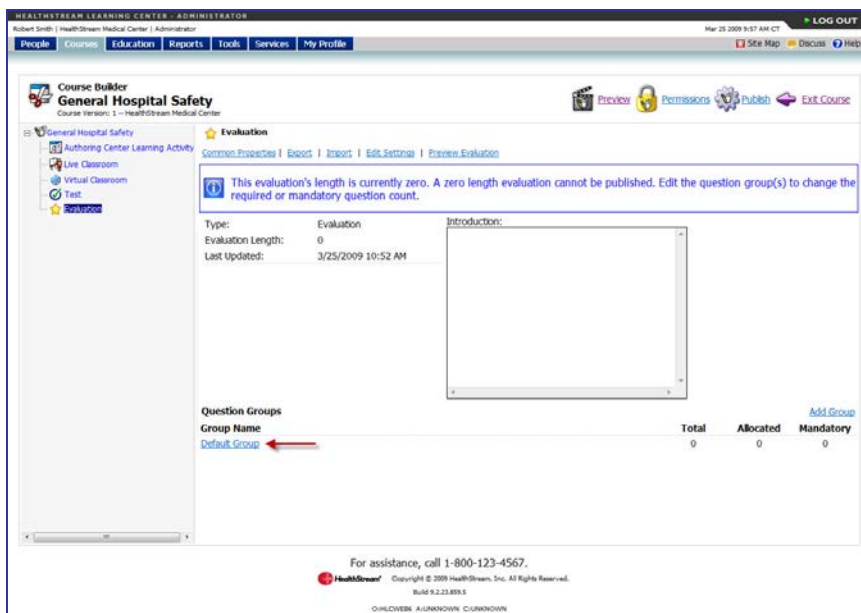 HEALTHSTREAM LEARNING CENTER - ADMINISTRATOR
LOG OUT
Robert Smith | HealthStream Medical Center | Administrator
Mar 25 2009 9:57 AM CT
People Courses Education Reports Tools Services My Profile
Site Map Discuss Help
Course Builder
General Hospital Safety
Course Version: 1 -- HealthStream Medical Center
Preview Permissions Publish Exit Course
General Hospital Safety
Authoring Center Learning Activity
Live Classroom
Virtual Classroom
Test
Evaluation
Evaluation
Common Properties | Export | Import | Edit Settings | Preview Evaluation
This evaluation's length is currently zero. A zero length evaluation cannot be published. Edit the question group(s) to change the
required or mandatory question count.
Type: Evaluation
Evaluation Length: 0
Last Updated: 3/25/2009 10:52 AM
Introduction:
Question Groups
Add Group
Group Name Total Allocated Mandatory
Default Group 0 0 0
For assistance, call 1-800-123-4567.
HealthStream Copyright © 2009 HealthStream, Inc. All Rights Reserved.
Build 9.2.23.859.5
O:HLCWEB6 A:UNKNOWN C:UNKNOWN